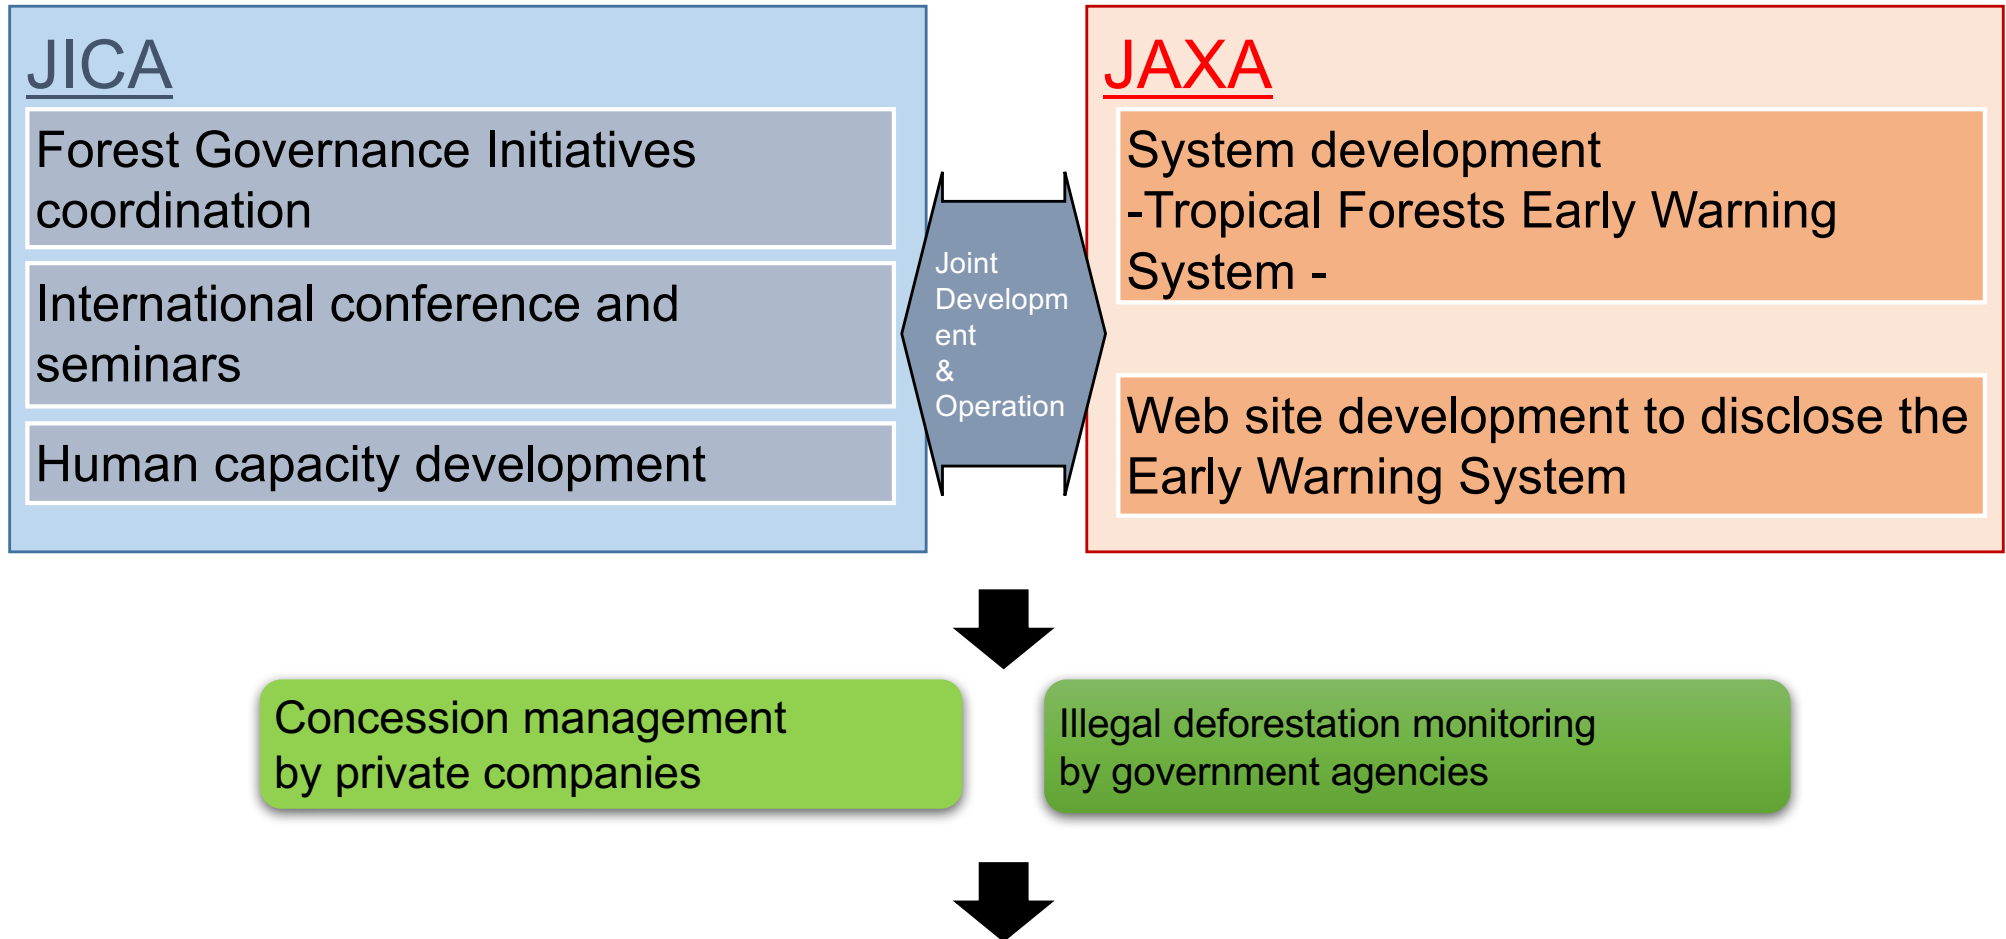 JICA
Forest Governance Initiatives
coordination
International conference and
seminars
Human capacity development
Joint
Developm
ent
&
Operation
JAXA
System development
-Tropical Forests Early Warning
System -
Web site development to disclose the
Early Warning System
Concession management
by private companies
Illegal deforestation monitoring
by government agencies